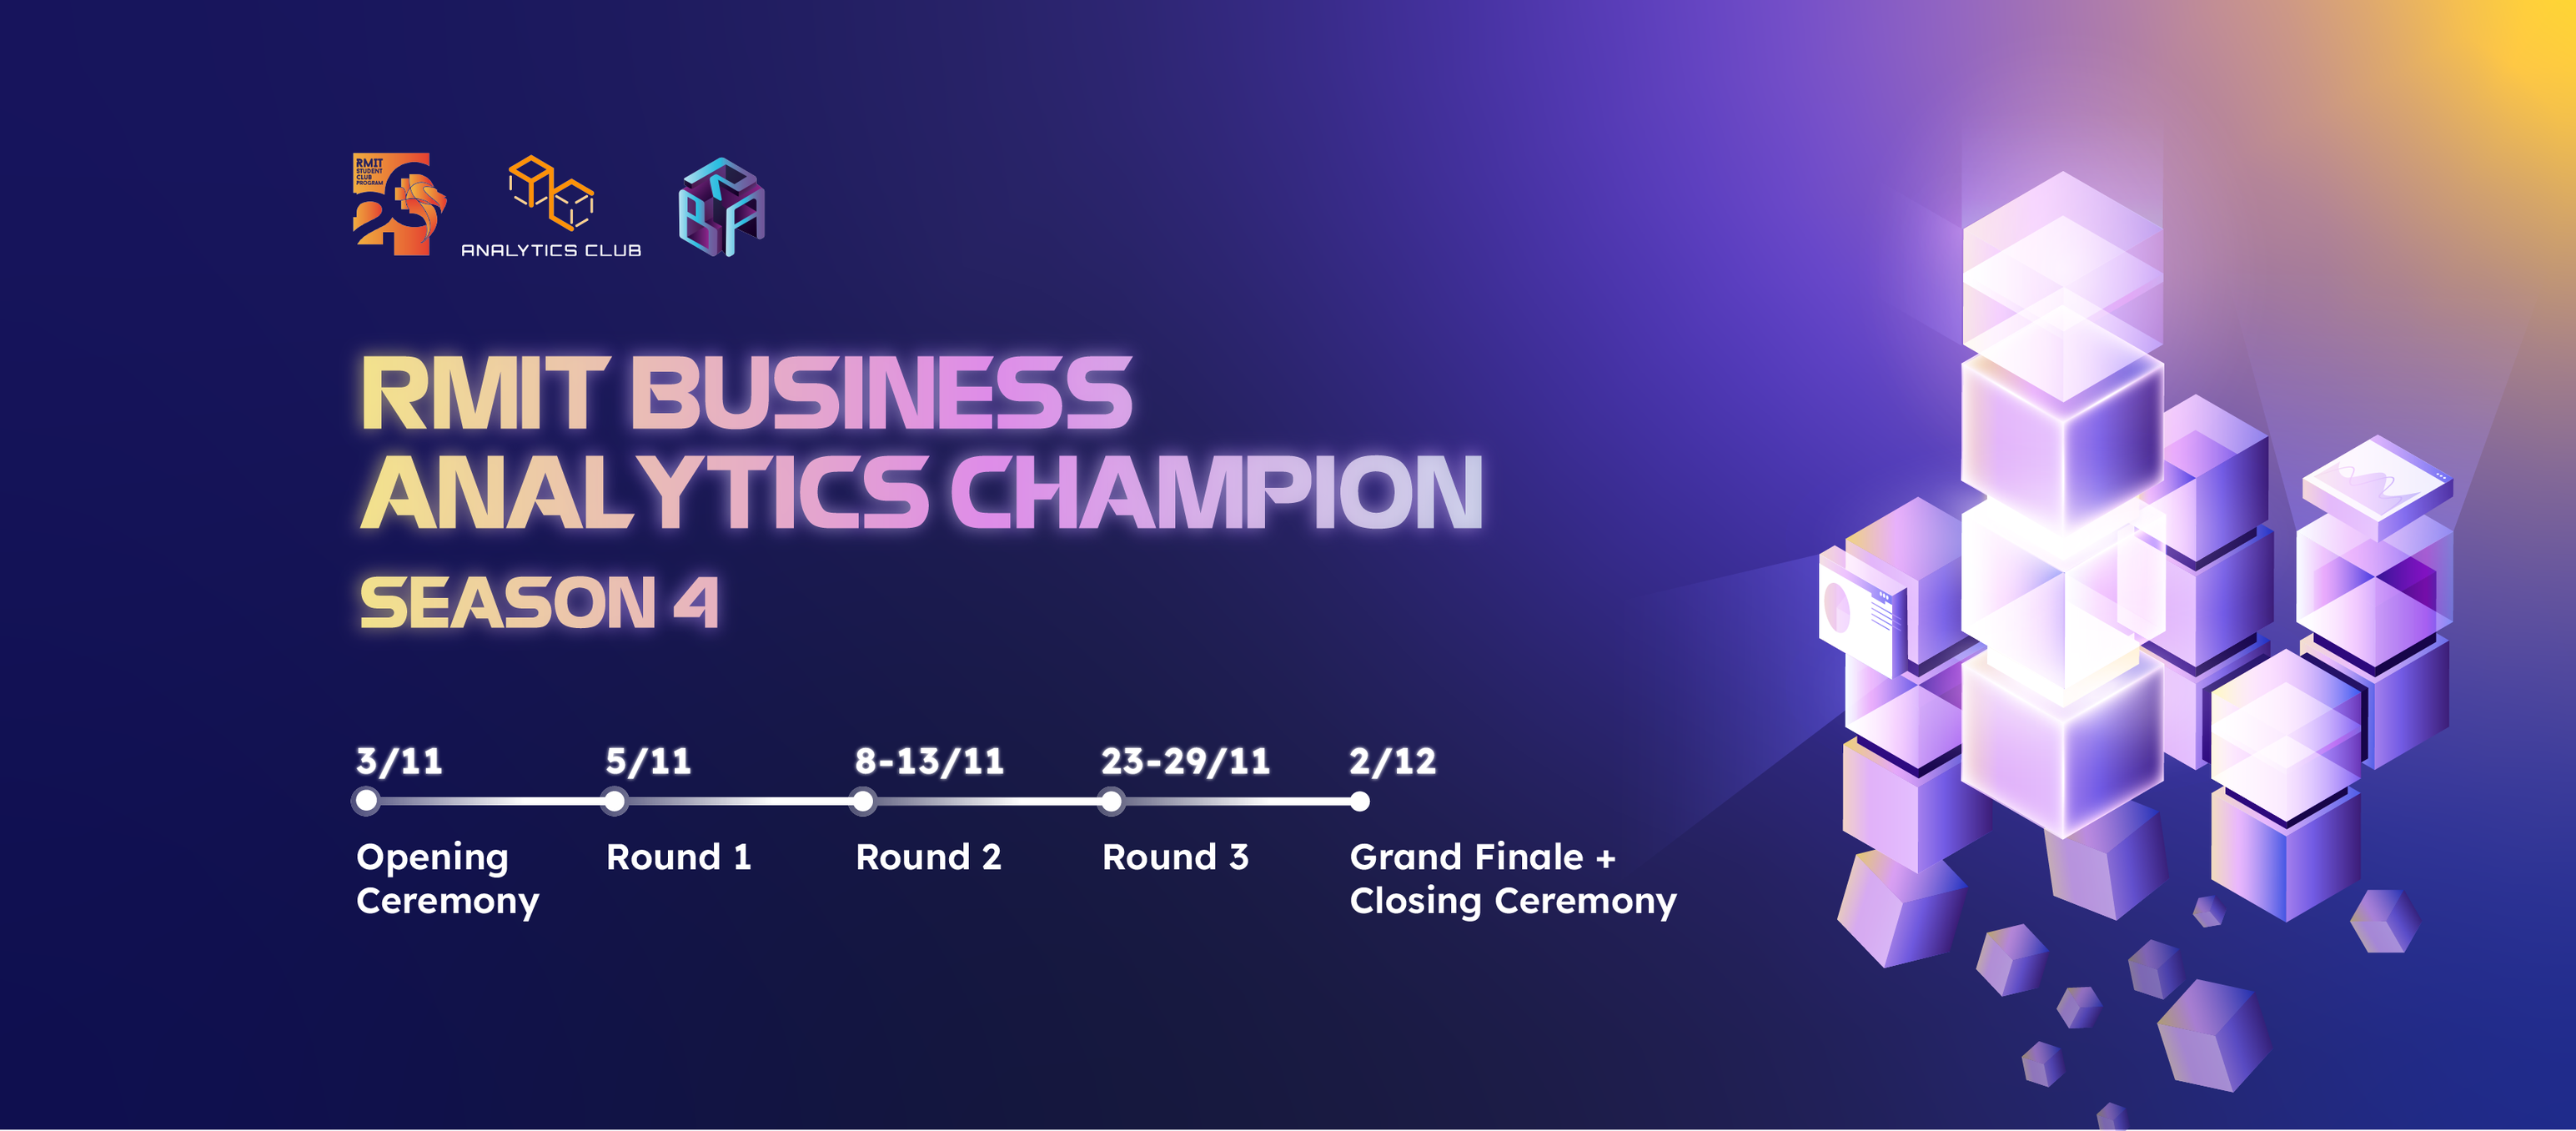 RMIT
STUDENT
CLUB
PROGRAM
ANALYTICS CLUB
RMIT BUSINESS
ANALYTICS CHAMPION
SEASON 4
3/11
5/11
8-13/11
23-29/11
2/12
Opening
Ceremony
Round 1
Round 2
Round 3
Grand Finale +
Closing Ceremony